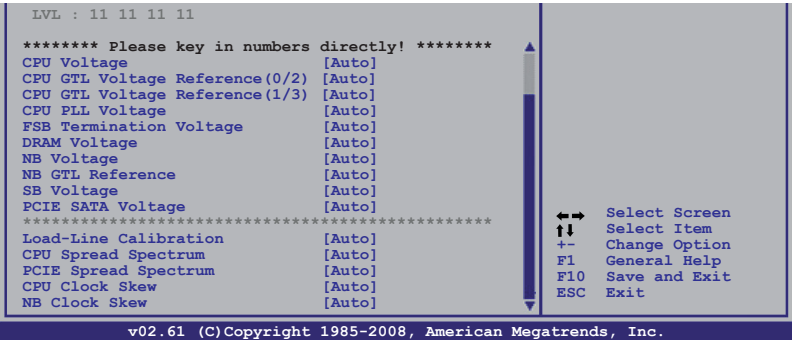 LVL : 11 11 11 11
******** Please key in numbers directly! ********
CPU Voltage [Auto]
CPU GTL Voltage Reference(0/2) [Auto]
CPU GTL Voltage Reference(1/3) [Auto]
CPU PLL Voltage [Auto]
FSB Termination Voltage [Auto]
DRAM Voltage [Auto]
NB Voltage [Auto]
NB GTL Reference [Auto]
SB Voltage [Auto]
PCIE SATA Voltage [Auto]
****************************************************
Load-Line Calibration [Auto]
CPU Spread Spectrum [Auto]
PCIE Spread Spectrum [Auto]
CPU Clock Skew [Auto]
NB Clock Skew [Auto]
←→ Select Screen
↑↓ Select Item
+- Change Option
F1 General Help
F10 Save and Exit
ESC Exit
v02.61 (C)Copyright 1985-2008, American Megatrends, Inc.